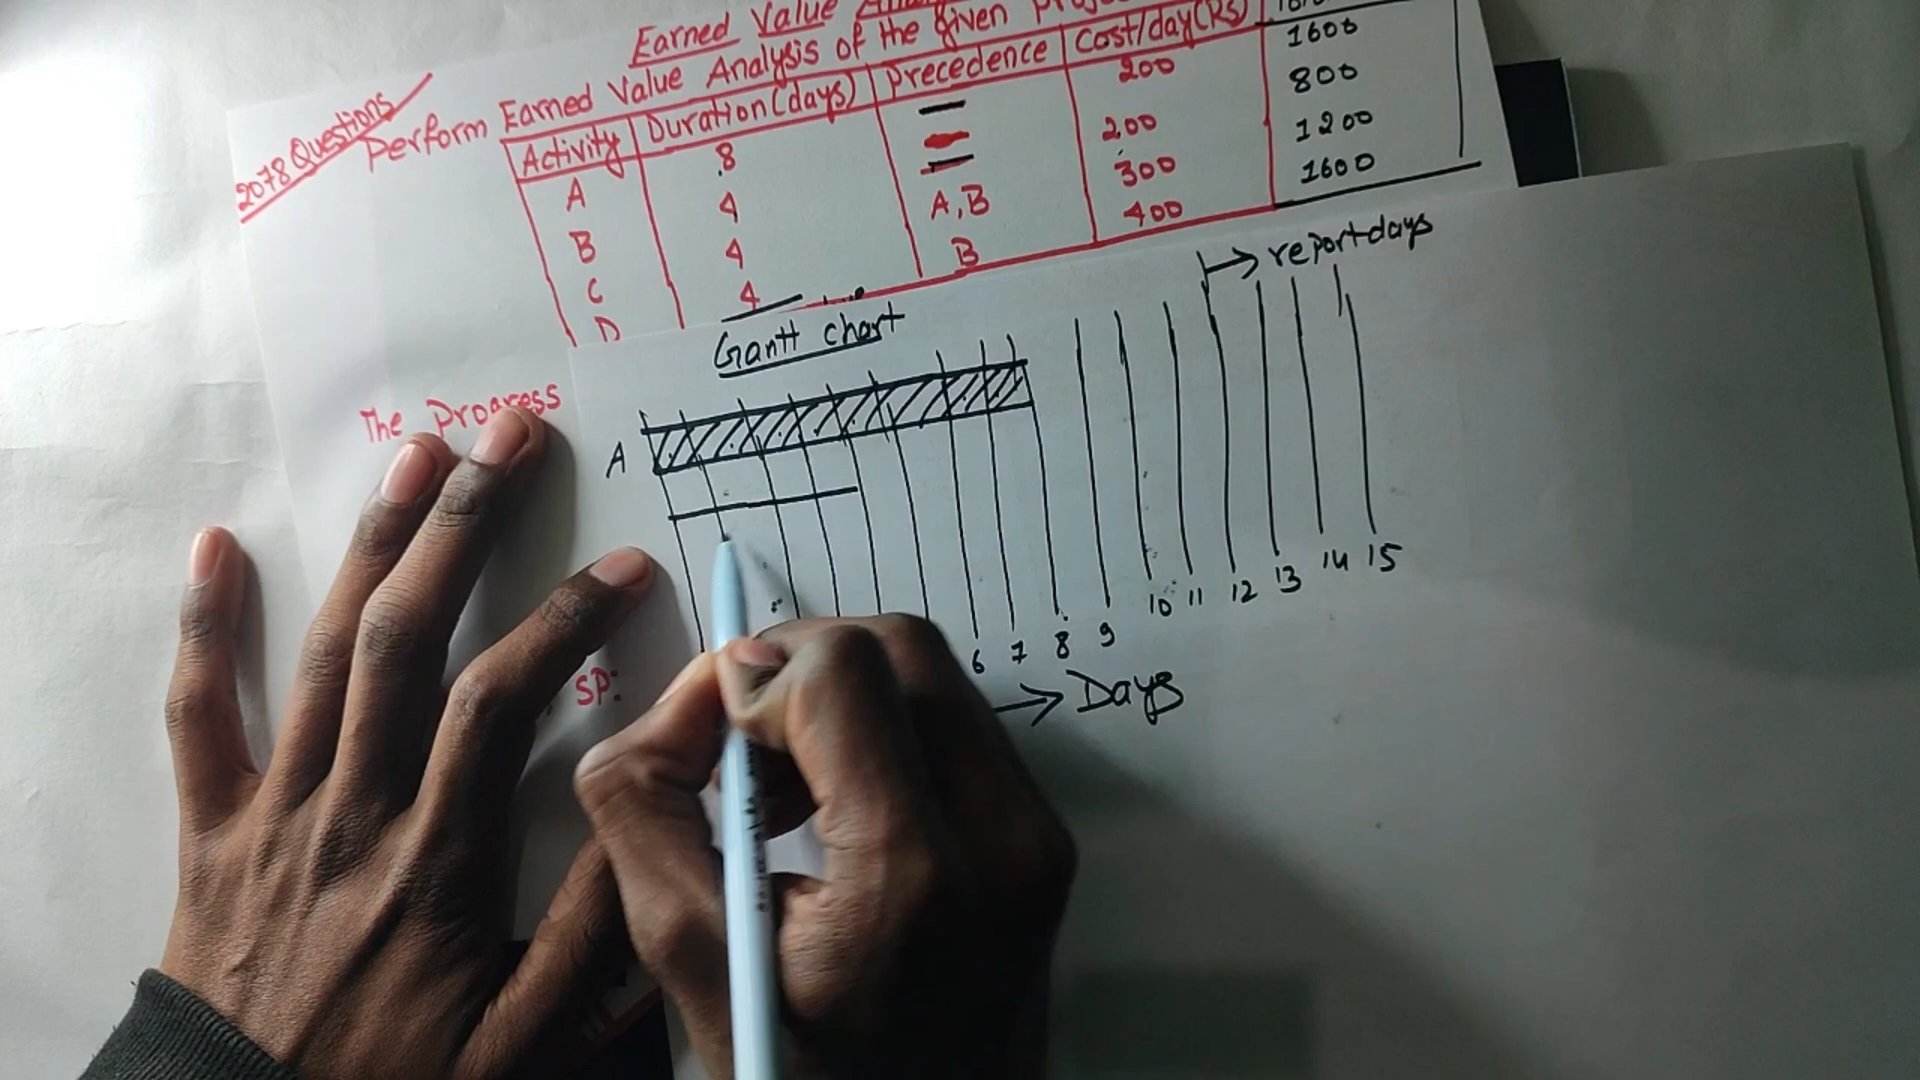 Earned Value
2078 Questions
Perform Earned Value Analysis of the given
Activity Duration (days) Precedence Cost/day (Rs)
A 8 — 200 1600
B 4 — 200 800
C 4 A,B 300 1200
D 4 B 400 1600
→ reportdays
Gantt chart
The Progress
A
6 7 8 9 10 11 12 13 14 15
SP:
→ Days